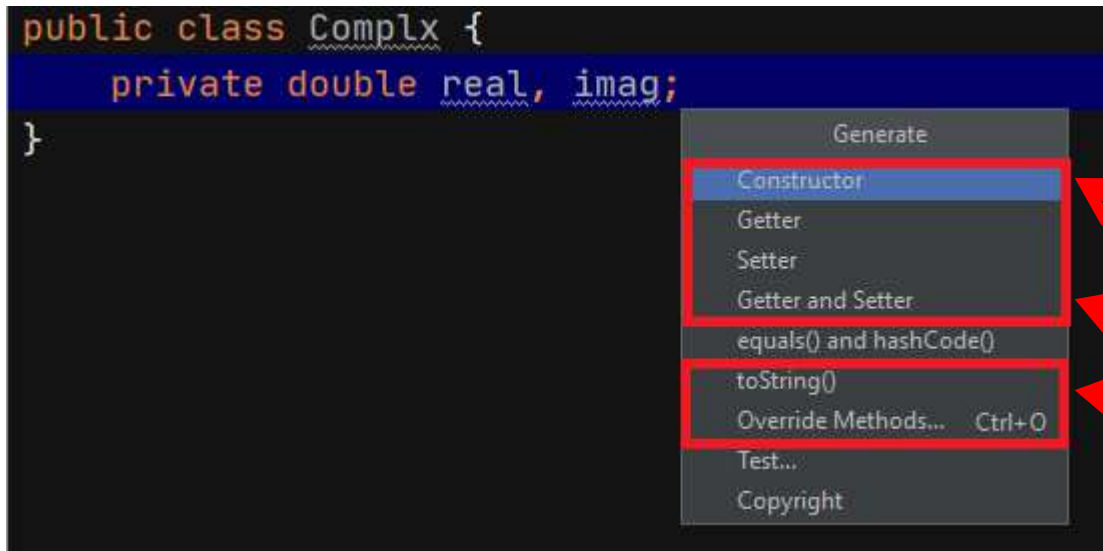 public class Complx {
private double real, imag;
}
Generate
Constructor
Getter
Setter
Getter and Setter
equals() and hashCode()
toString()
Override Methods... Ctrl+O
Test...
Copyright